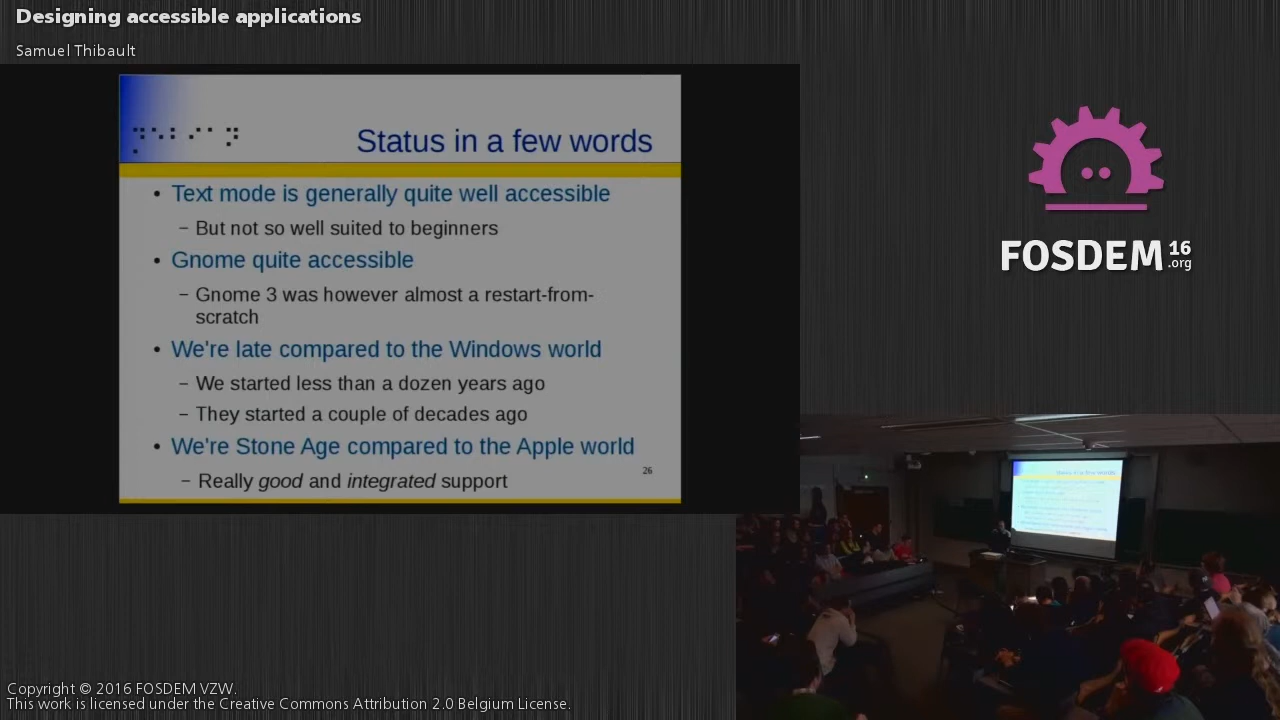 Designing accessible applications
Samuel Thibault
Status in a few words
• Text mode is generally quite well accessible
– But not so well suited to beginners
• Gnome quite accessible
– Gnome 3 was however almost a restart-from-
scratch
• We're late compared to the Windows world
– We started less than a dozen years ago
– They started a couple of decades ago
• We're Stone Age compared to the Apple world
– Really good and integrated support
26
FOSDEM 16
.org
Status in a few words
Copyright © 2016 FOSDEM VZW.
This work is licensed under the Creative Commons Attribution 2.0 Belgium License.